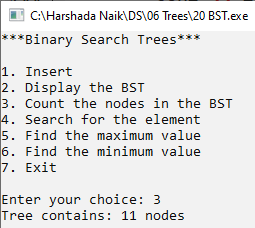 C:\Harshada Naik\DS\06 Trees\20 BST.exe
***Binary Search Trees***
1. Insert
2. Display the BST
3. Count the nodes in the BST
4. Search for the element
5. Find the maximum value
6. Find the minimum value
7. Exit
Enter your choice: 3
Tree contains: 11 nodes